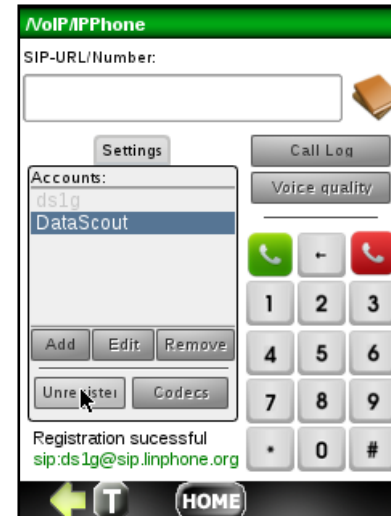 /VoIP/IPPhone
SIP-URL/Number:
Settings
Call Log
Accounts:
Voice quality
ds1g
DataScout
←
1 2 3
Add Edit Remove
4 5 6
Unregister Codecs
7 8 9
Registration sucessful
sip:ds1g@sip.linphone.org
. 0 #
T HOME